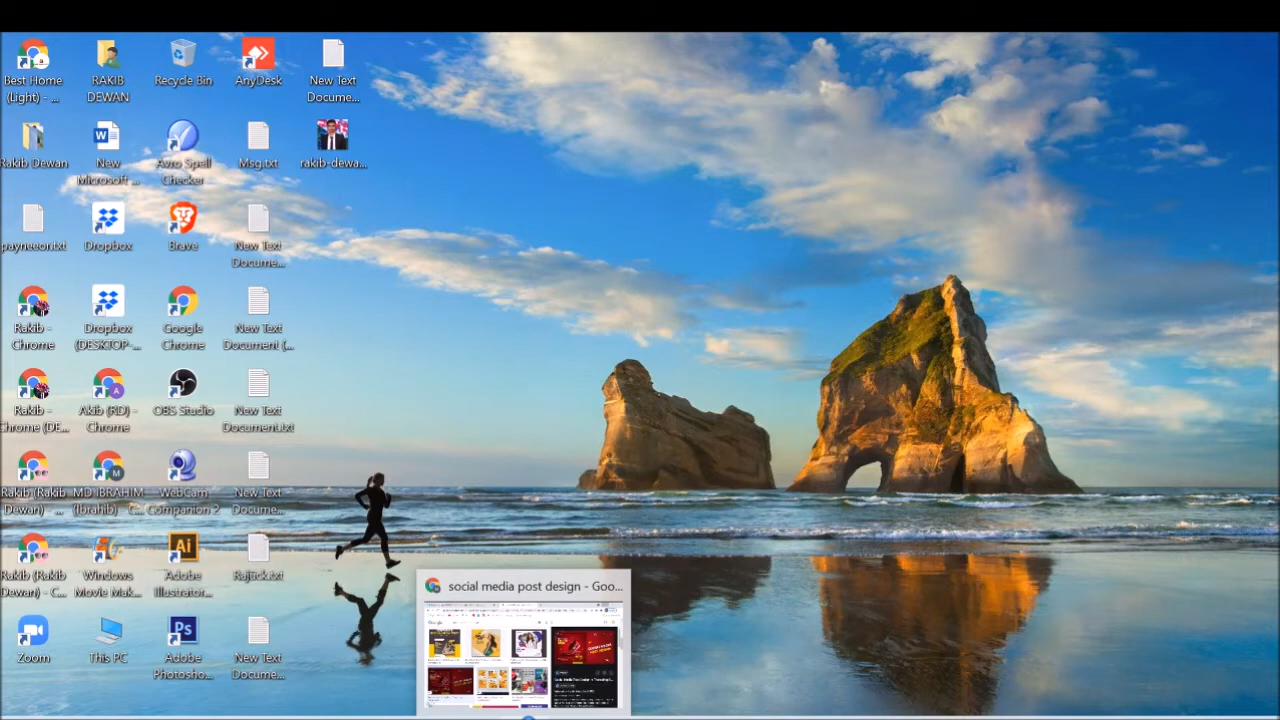 Best Home
(Light) - ...
RAKIB
DEWAN
Recycle Bin
AnyDesk
New Text
Docume...
Rakib Dewan
New
Microsoft ...
Avro Spell
Checker
Msg.txt
rakib-dewa...
payneeon.txt
Dropbox
Brave
New Text
Docume...
Rakib -
Chrome
Dropbox
(DESKTOP-...
Google
Chrome
New Text
Document (...
Rakib -
Chrome (DE...
Akib (RD) -
Chrome
OBS Studio
New Text
Document.txt
Rakib (Rakib
Dewan) ...
MD IBRAHIM
(Ibrahib) - C...
WebCam
Companion 2
New Text
Docume...
Rakib (Rakib
Dewan) - C...
Windows
Movie Mak...
Adobe
Illustrator...
Rajuck.txt
Zoom
This PC
Adobe
Photosho...
New Text
Docume...
social media post design - Goo...